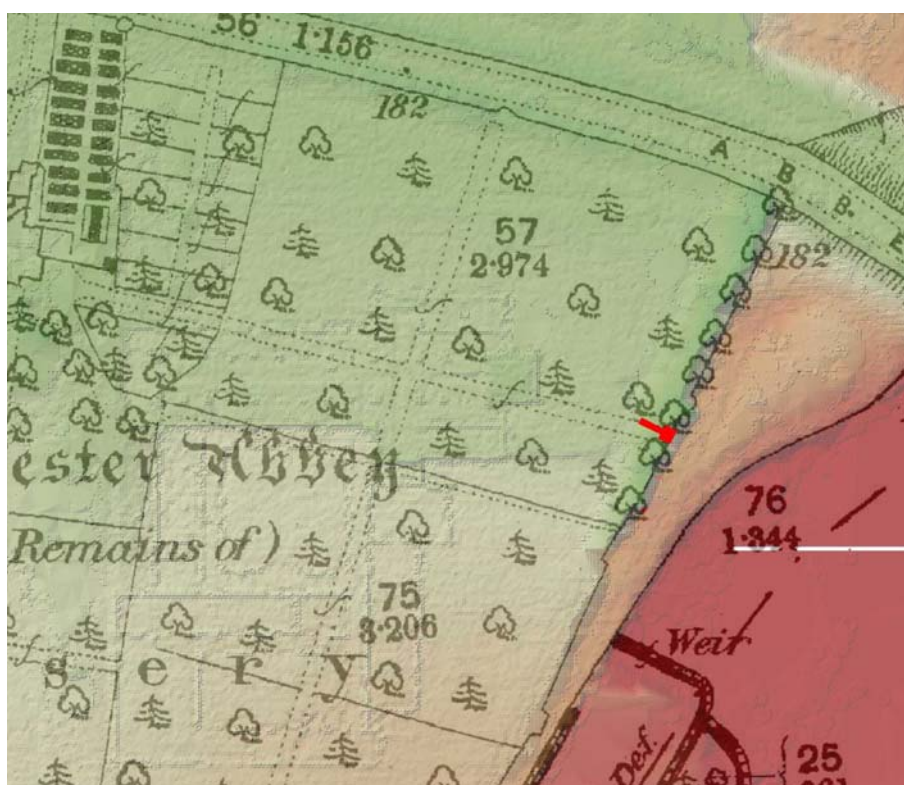 56 1·156
182
A
B
B.
E
57
2·974
182
ester Abbey
Remains of)
76
1·344
75
3·206
Weir
s e r y
Def.
25